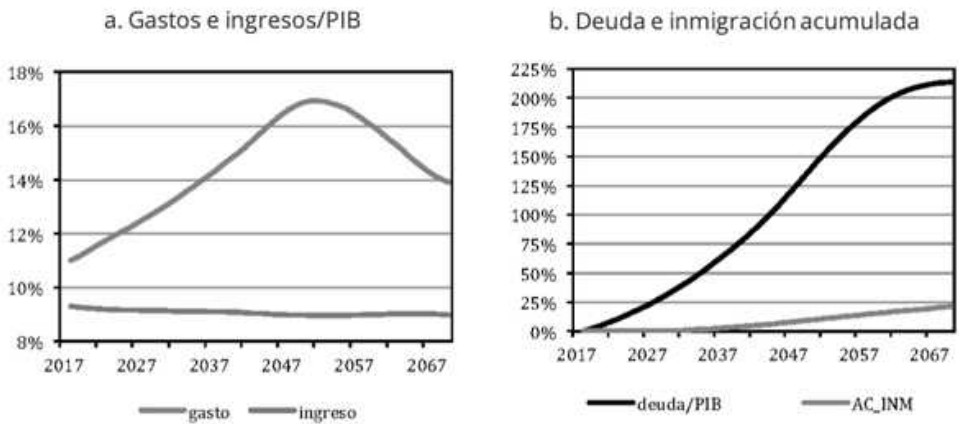 a. Gastos e ingresos/PIB
18%
16%
14%
12%
10%
8%
2017 2027 2037 2047 2057 2067
gasto ingreso
b. Deuda e inmigración acumulada
225%
200%
175%
150%
125%
100%
75%
50%
25%
0%
2017 2027 2037 2047 2057 2067
deuda/PIB AC_INM